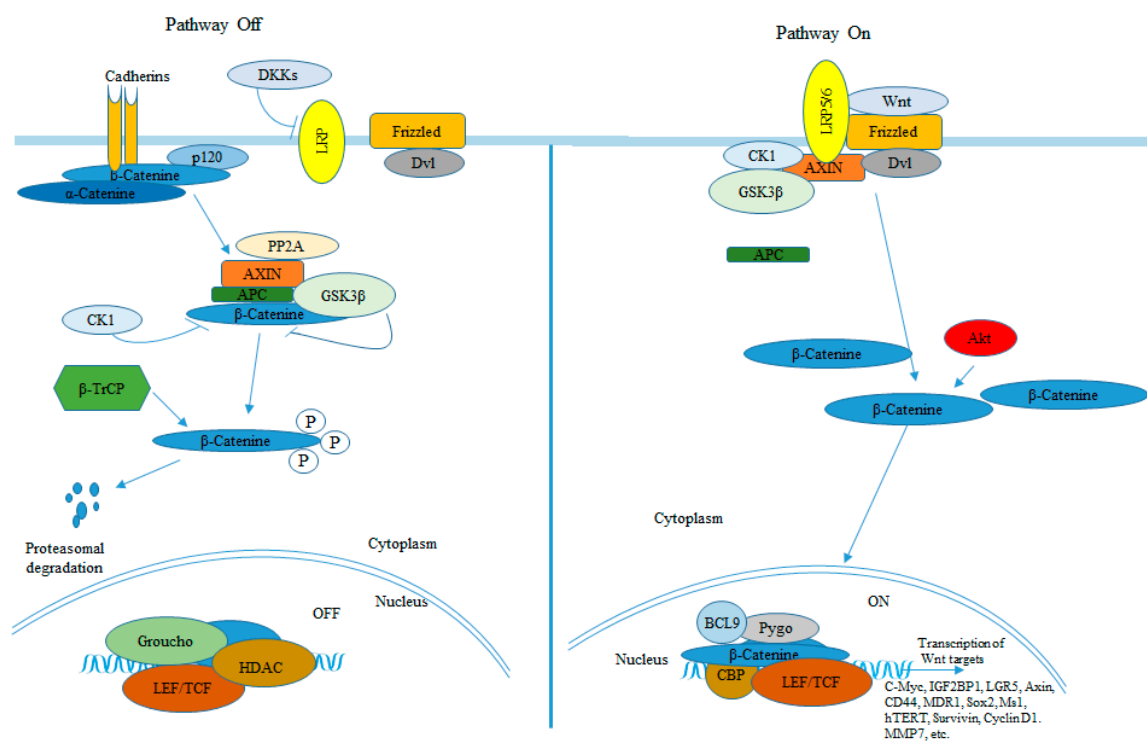 Pathway Off
Cadherins
DKKs
LRP
Frizzled
Dvl
p120
b-Catenine
α-Catenine
PP2A
AXIN
APC
GSK3β
β-Catenine
CK1
β-TrCP
β-Catenine
P
P
P
Proteasomal
degradation
Cytoplasm
Nucleus
OFF
Groucho
HDAC
LEF/TCF
Pathway On
LRP5/6
Wnt
Frizzled
Dvl
CK1
AXIN
GSK3β
APC
Akt
β-Catenine
β-Catenine
β-Catenine
Cytoplasm
ON
BCL9
Pygo
Nucleus
β-Catenine
CBP
LEF/TCF
Transcription of
Wnt targets
C-Myc, IGF2BP1, LGR5, Axin,
CD44, MDR1, Sox2, Ms1,
hTERT, Survivin, Cyclin D1.
MMP7, etc.